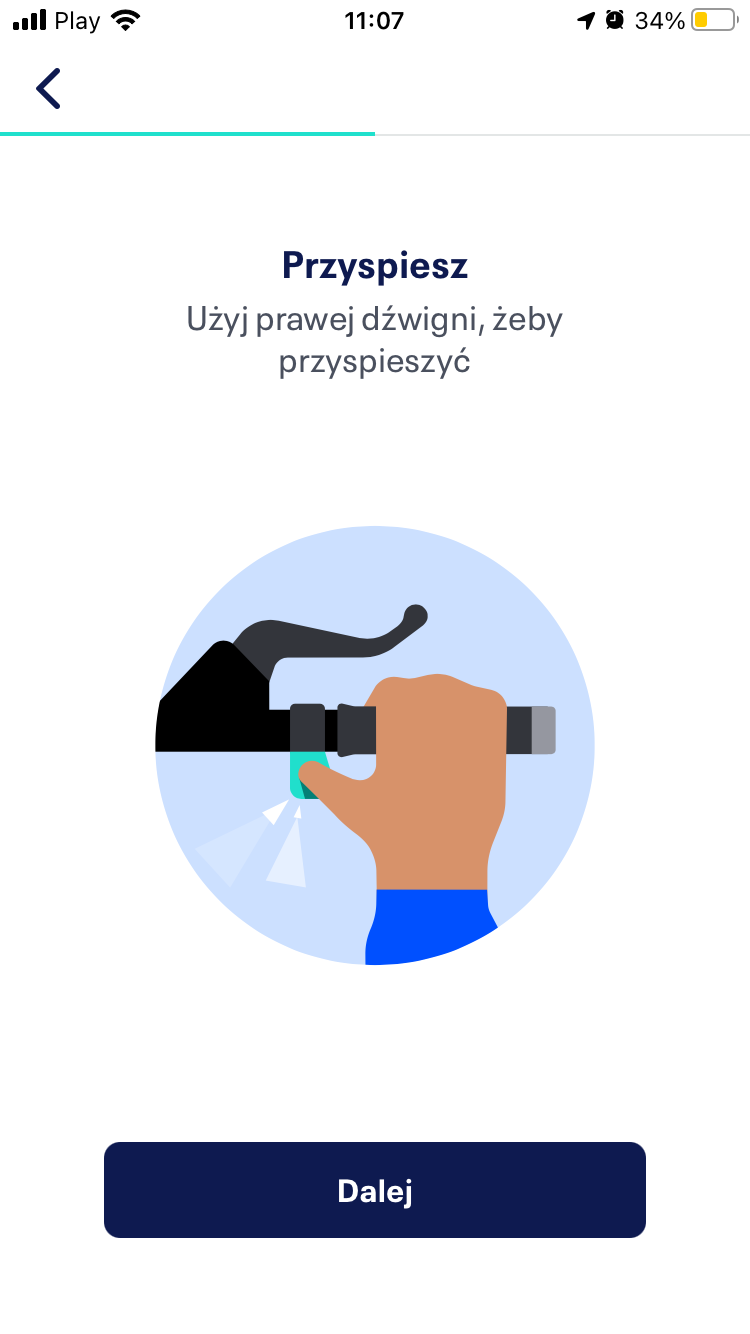 Play 11:07 34%
Przyspiesz
Użyj prawej dźwigni, żeby
przyspieszyć
Dalej